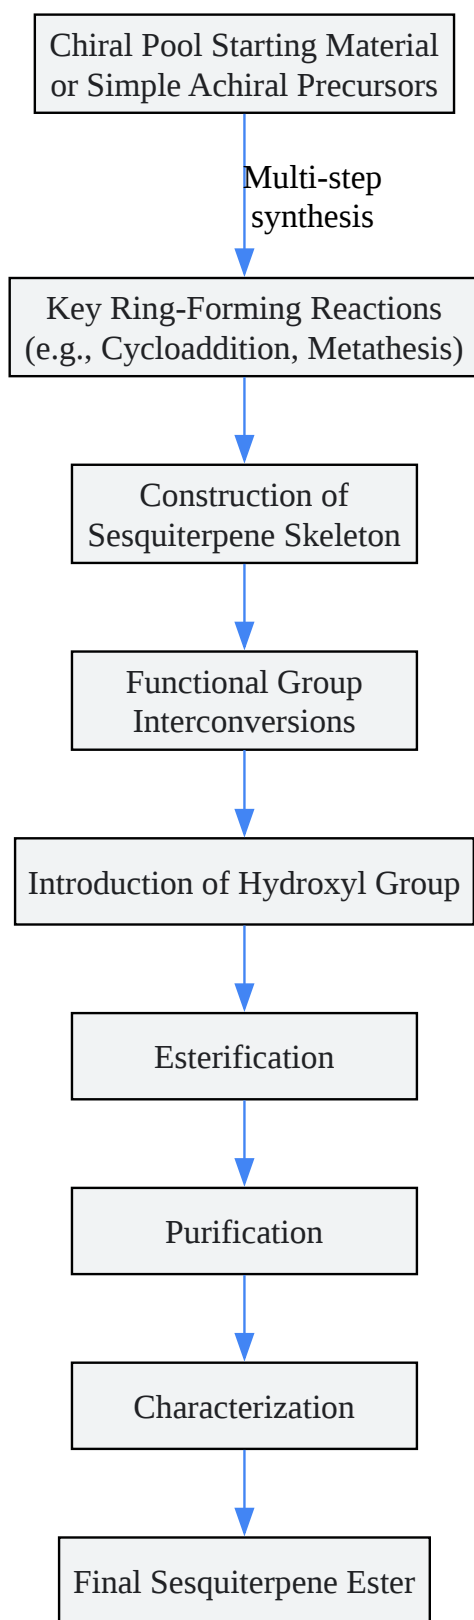 Chiral Pool Starting Material
or Simple Achiral Precursors
Multi-step
synthesis
Key Ring-Forming Reactions
(e.g., Cycloaddition, Metathesis)
Construction of
Sesquiterpene Skeleton
Functional Group
Interconversions
Introduction of Hydroxyl Group
Esterification
Purification
Characterization
Final Sesquiterpene Ester